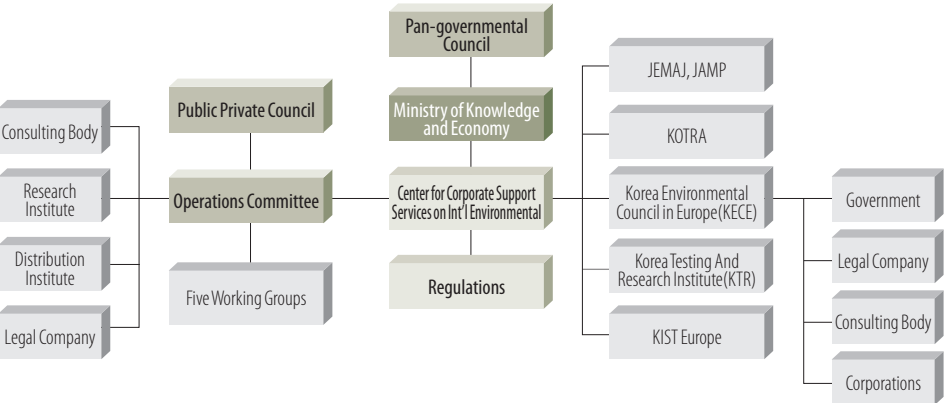 Pan-governmental
Council
Public Private Council
Ministry of Knowledge
and Economy
Consulting Body
Research
Institute
Operations Committee
Center for Corporate Support
Services on Int'l Environmental
Distribution
Institute
Five Working Groups
Regulations
Legal Company
JEMAJ, JAMP
KOTRA
Korea Environmental
Council in Europe(KECE)
Korea Testing And
Research Institute(KTR)
KIST Europe
Government
Legal Company
Consulting Body
Corporations